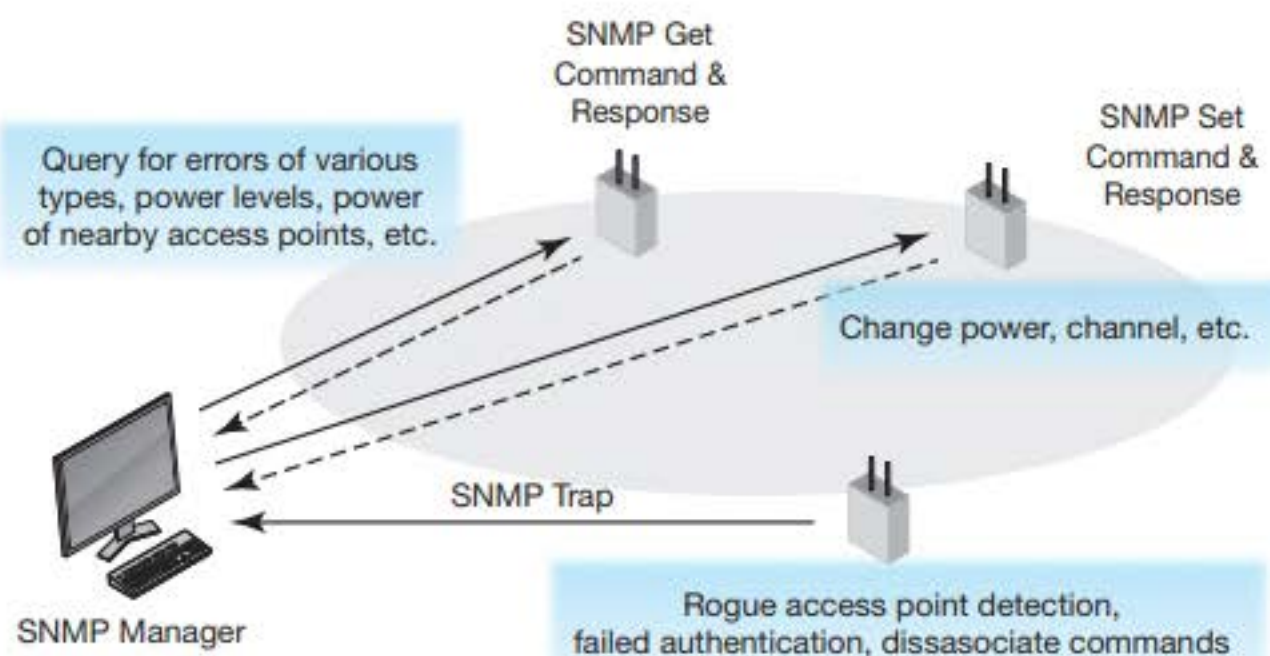 SNMP Get
Command &
Response
SNMP Set
Command &
Response
Query for errors of various
types, power levels, power
of nearby access points, etc.
Change power, channel, etc.
SNMP Trap
SNMP Manager
Rogue access point detection,
failed authentication, dissasociate commands